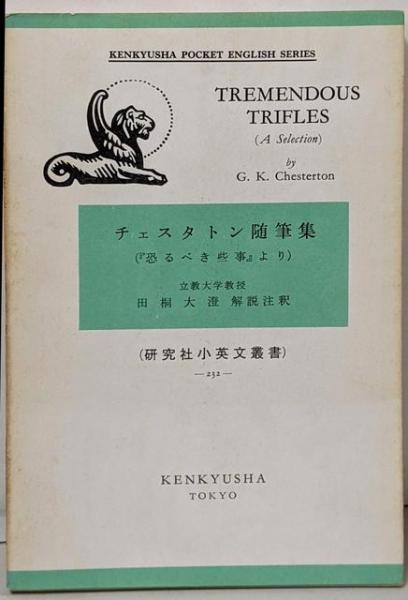 KENKYUSHA POCKET ENGLISH SERIES
TREMENDOUS
TRIFLES
(A Selection)
by
G. K. Chesterton
チェスタトン随筆集
(『恐るべき些事』より)
立教大学教授
田桐大澄 解説注釈
(研究社小英文叢書)
—232—
KENKYUSHA
TOKYO